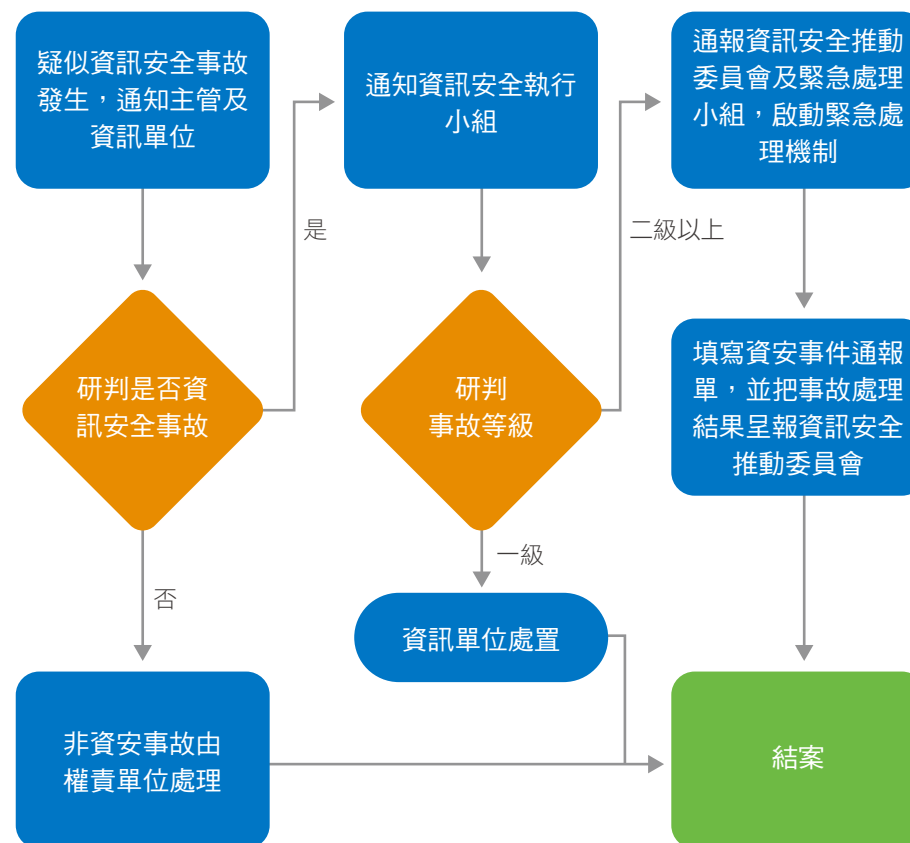 疑似資訊安全事故
發生，通知主管及
資訊單位
通知資訊安全執行
小組
通報資訊安全推動
委員會及緊急處理
小組，啟動緊急處
理機制
是
二級以上
研判是否資
訊安全事故
研判
事故等級
填寫資安事件通報
單，並把事故處理
結果呈報資訊安全
推動委員會
一級
否
資訊單位處置
非資安事故由
權責單位處理
結案